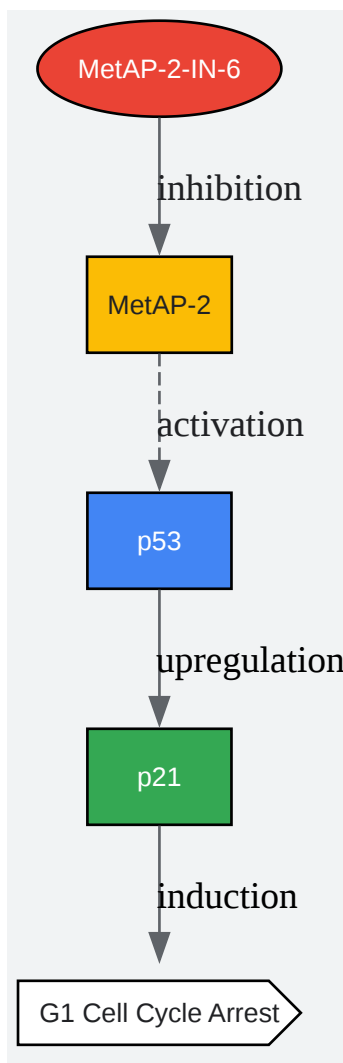 MetAP-2-IN-6
inhibition
MetAP-2
activation
p53
upregulation
p21
induction
G1 Cell Cycle Arrest